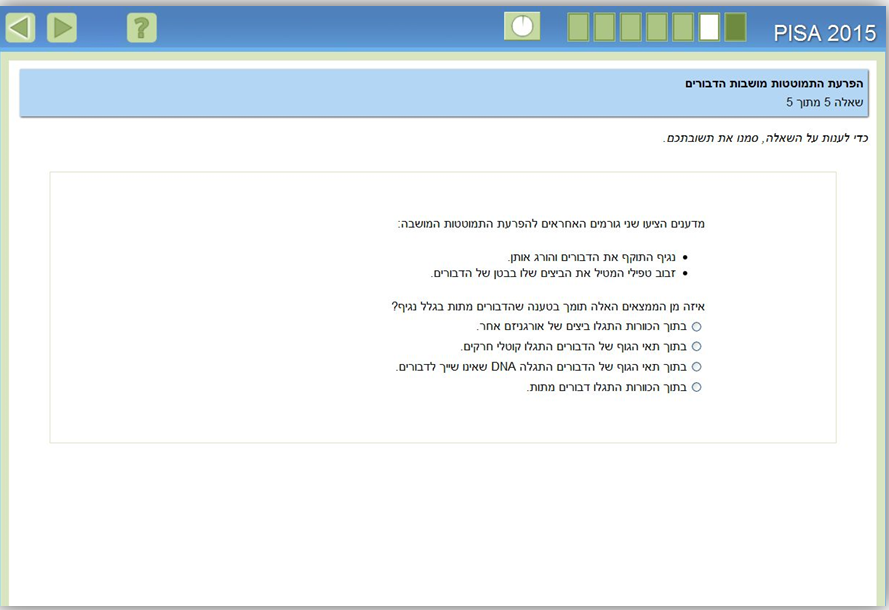 PISA 2015
?
הפרעת התמוטטות מושבות הדבורים
שאלה 5 מתוך 5
כדי לענות על השאלה, סמנו את תשובתכם.
מדענים הציעו שני גורמים האחראים להפרעת התמוטטות המושבה:
• נגיף התוקף את הדבורים והורג אותן.
• זבוב טפילי המטיל את הביצים שלו בבטן של הדבורים.
איזה מן הממצאים האלה תומך בטענה שהדבורים מתות בגלל נגיף?
בתוך הכוורות התגלו ביצים של אורגניזם אחר.
בתוך תאי הגוף של הדבורים התגלו קוטלי חרקים.
בתוך תאי הגוף של הדבורים התגלה DNA שאינו שייך לדבורים.
בתוך הכוורות התגלו דבורים מתות.